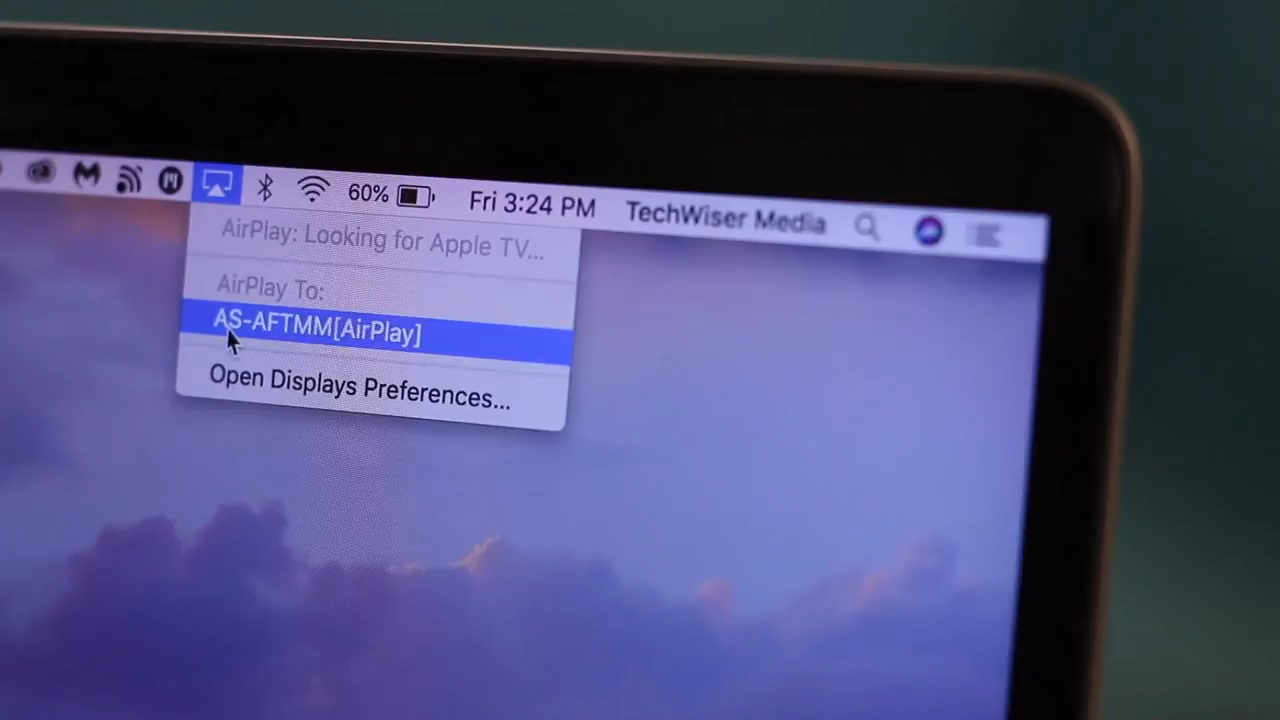 60% Fri 3:24 PM TechWiser Media
AirPlay: Looking for Apple TV...
AirPlay To:
AS-AFTMM[AirPlay]
Open Displays Preferences...